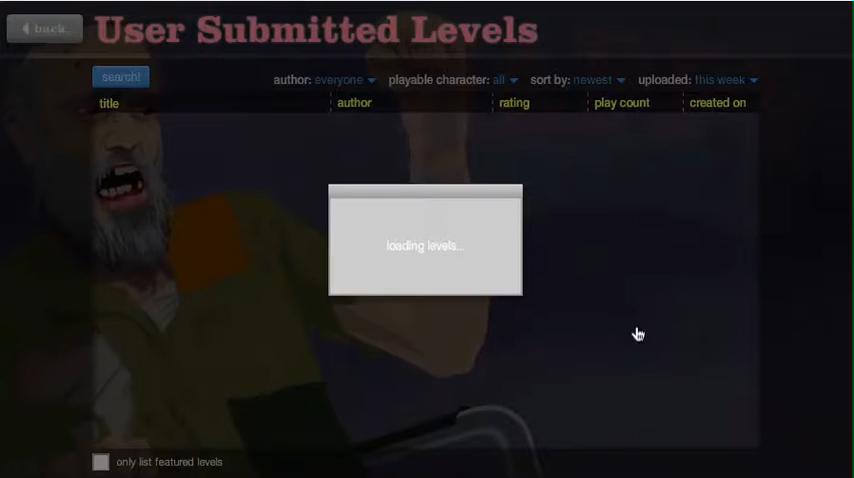 back
User Submitted Levels
search!
author: everyone playable character: all sort by: newest uploaded: this week
title author rating play count created on
loading levels...
only list featured levels